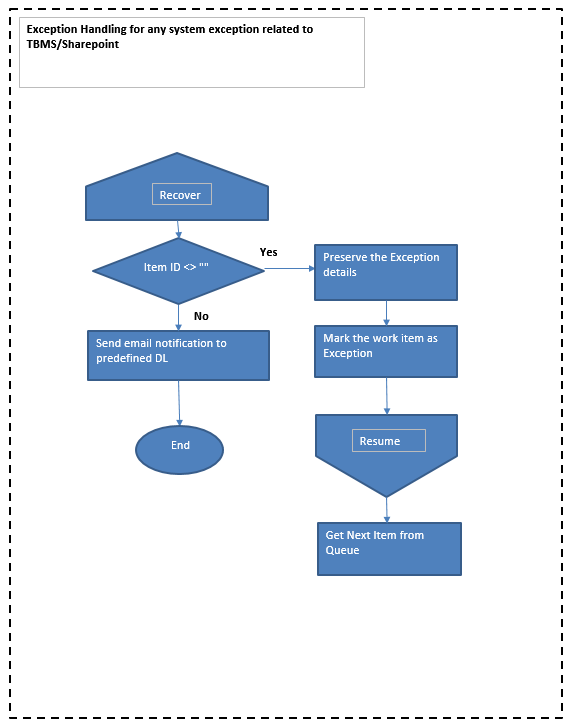 Exception Handling for any system exception related to
TBMS/Sharepoint
Recover
Item ID <> ""
Yes
No
Preserve the Exception
details
Send email notification to
predefined DL
Mark the work item as
Exception
End
Resume
Get Next Item from
Queue